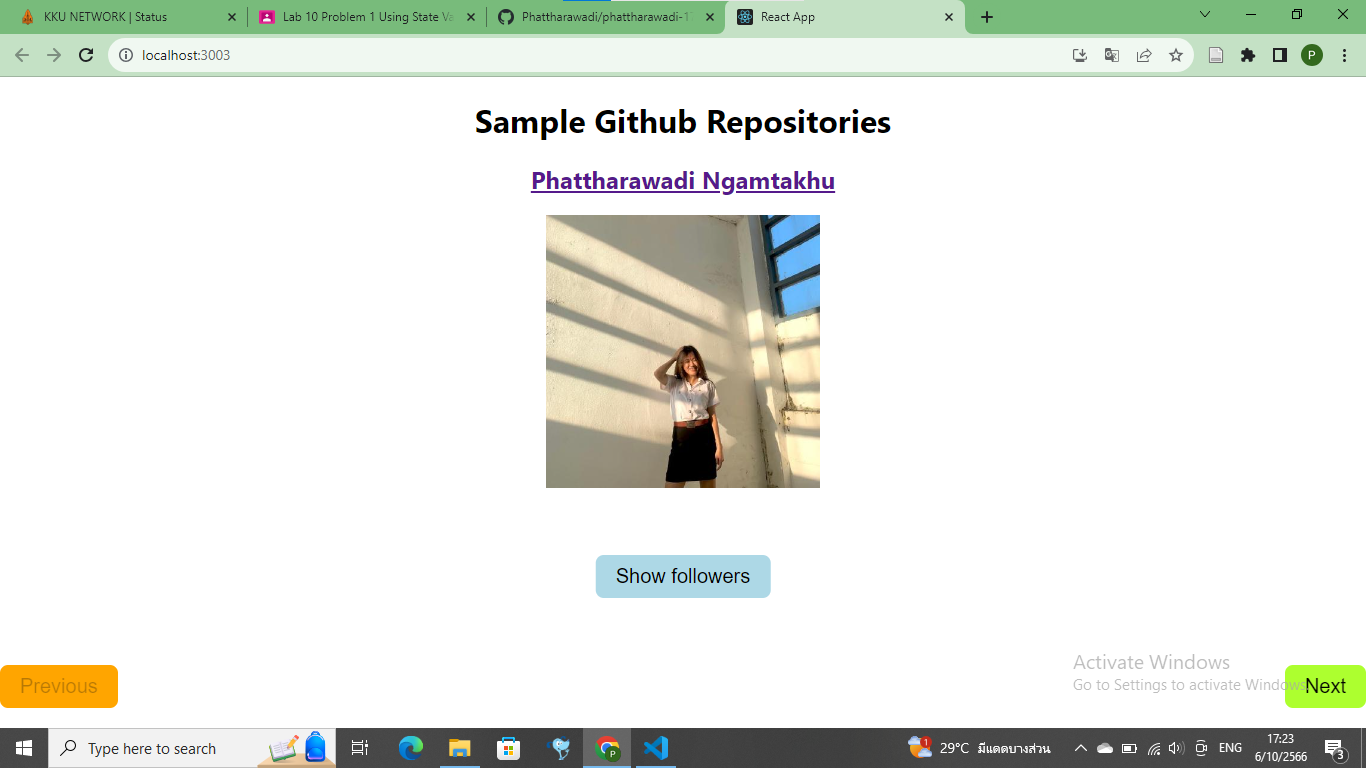 KKU NETWORK | Status
Lab 10 Problem 1 Using State Va
Phattharawadi/phattharawadi-1
React App
localhost:3003
P
Sample Github Repositories
Phattharawadi Ngamtakhu
Show followers
Activate Windows
Go to Settings to activate Windows.
Previous
Next
Type here to search
P
1
29°C มีแดดบางส่วน
ENG
17:23
6/10/2566
3